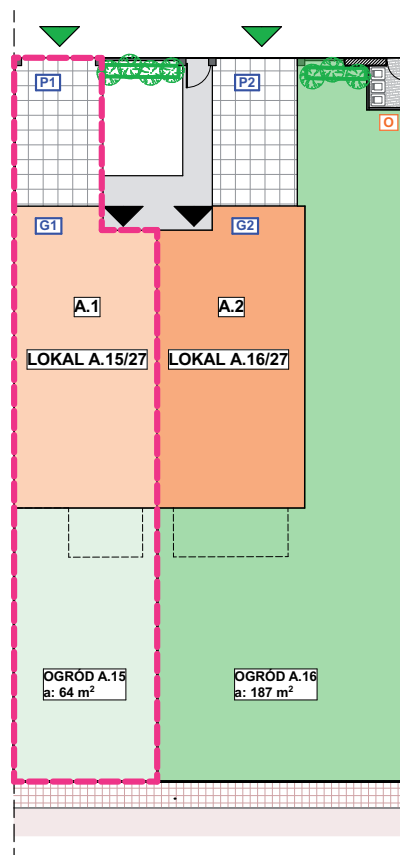 P1
P2
O
G1
G2
A.1
A.2
LOKAL A.15/27
LOKAL A.16/27
OGRÓD A.15
a: 64 m²
OGRÓD A.16
a: 187 m²